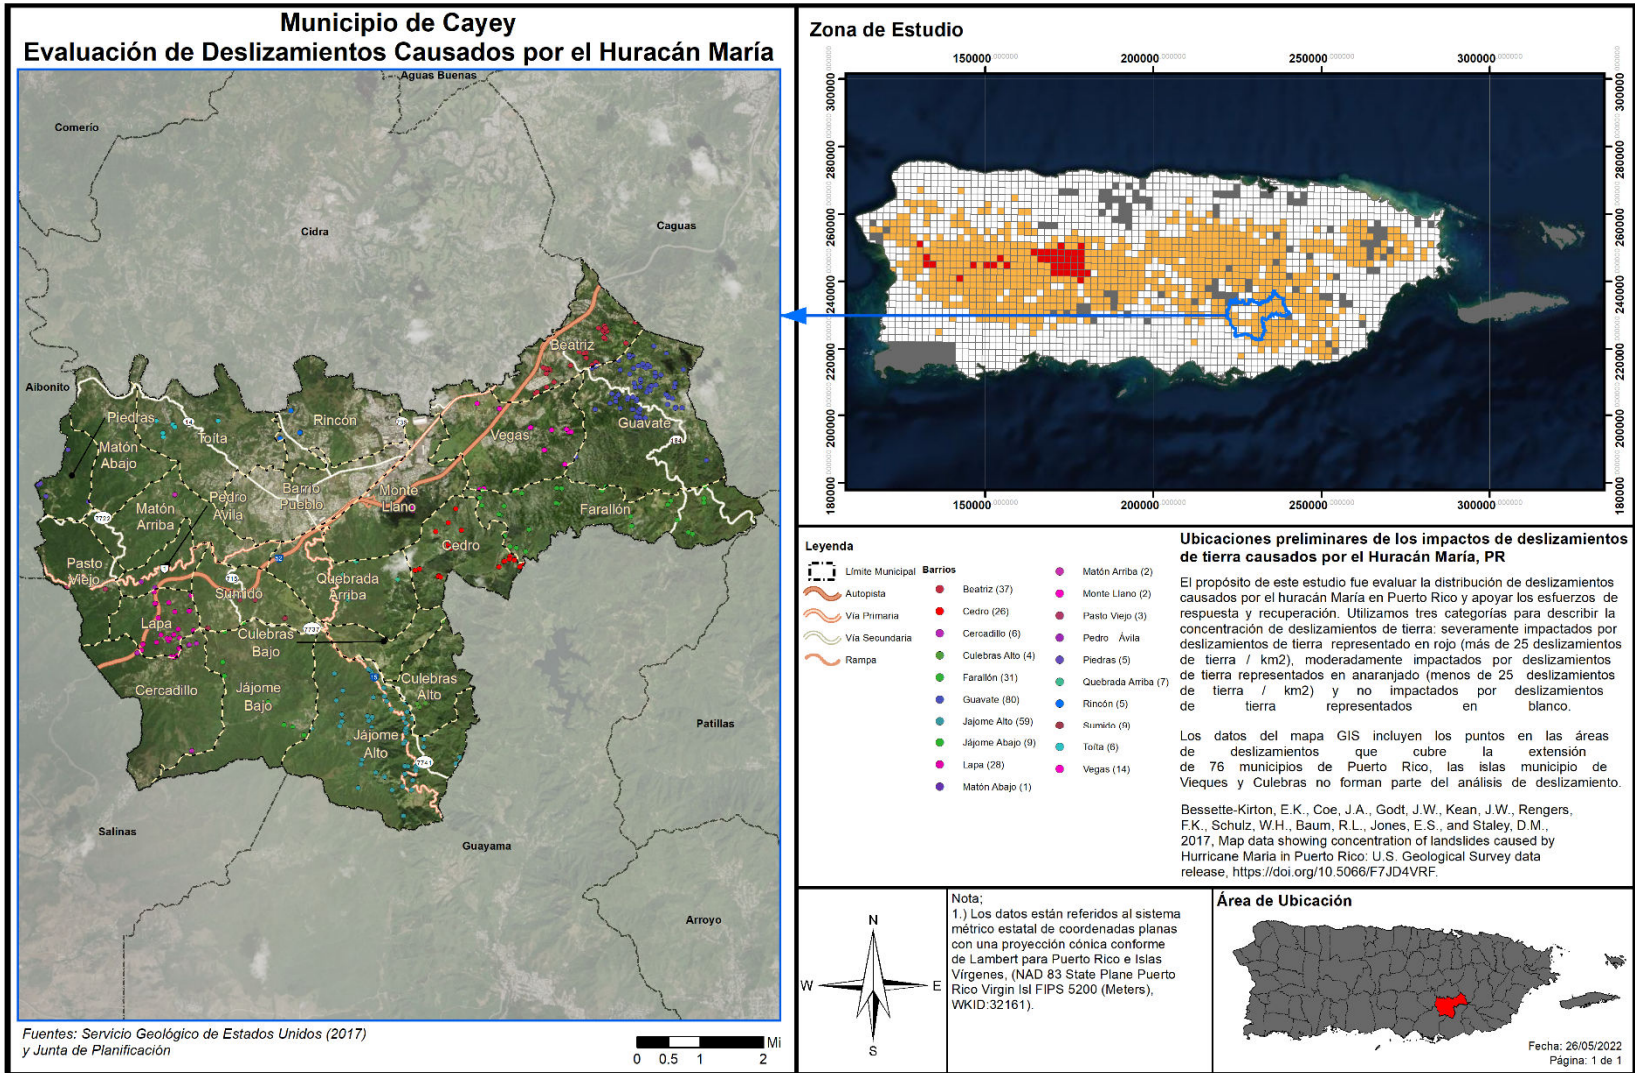 Municipio de Cayey
Evaluación de Deslizamientos Causados por el Huracán María
Aguas Buenas
Comerío
Cidra
Caguas
Aibonito
Beatriz
Piedras
Rincón
Toíta
Vegas
Guavate
Matón
Abajo
Barrio
Pueblo
Monte
Llano
Pedro
Avila
Matón
Arriba
Farallón
7722
Cedro
Pasto
Viejo
Quebrada
Arriba
Sumido
Lapa
7737
Culebras
Bajo
Culebras
Alto
Cercadillo
Jájome
Bajo
Patillas
Jájome
Alto
7741
Salinas
Guayama
Arroyo
Fuentes: Servicio Geológico de Estados Unidos (2017)
y Junta de Planificación
Mi
0 0.5 1 2
Zona de Estudio
150000 200000 250000 300000
300000
280000
260000
240000
220000
200000
180000
300000
280000
260000
240000
220000
200000
180000
150000 200000 250000 300000
Leyenda
Límite Municipal
Autopista
Vía Primaria
Vía Secundaria
Rampa
Barrios
Beatriz (37)
Cedro (26)
Cercadillo (6)
Culebras Alto (4)
Farallón (31)
Guavate (80)
Jajome Alto (59)
Jájome Abajo (9)
Lapa (28)
Matón Abajo (1)
Matón Arriba (2)
Monte Llano (2)
Pasto Viejo (3)
Pedro Ávila
Piedras (5)
Quebrada Arriba (7)
Rincón (5)
Sumido (9)
Toíta (6)
Vegas (14)
Ubicaciones preliminares de los impactos de deslizamientos
de tierra causados por el Huracán María, PR
El propósito de este estudio fue evaluar la distribución de deslizamientos
causados por el huracán María en Puerto Rico y apoyar los esfuerzos de
respuesta y recuperación. Utilizamos tres categorías para describir la
concentración de deslizamientos de tierra: severamente impactados por
deslizamientos de tierra representado en rojo (más de 25 deslizamientos
de tierra / km2), moderadamente impactados por deslizamientos
de tierra representados en anaranjado (menos de 25 deslizamientos
de tierra / km2) y no impactados por deslizamientos
de tierra representados en blanco.
Los datos del mapa GIS incluyen los puntos en las áreas
de deslizamientos que cubre la extensión
de 76 municipios de Puerto Rico, las islas municipio de
Vieques y Culebras no forman parte del análisis de deslizamiento.
Bessette-Kirton, E.K., Coe, J.A., Godt, J.W., Kean, J.W., Rengers,
F.K., Schulz, W.H., Baum, R.L., Jones, E.S., and Staley, D.M.,
2017, Map data showing concentration of landslides caused by
Hurricane Maria in Puerto Rico: U.S. Geological Survey data
release, https://doi.org/10.5066/F7JD4VRF.
N
W E
S
Nota;
1.) Los datos están referidos al sistema
métrico estatal de coordenadas planas
con una proyección cónica conforme
de Lambert para Puerto Rico e Islas
Vírgenes, (NAD 83 State Plane Puerto
Rico Virgin Isl FIPS 5200 (Meters),
WKID:32161).
Área de Ubicación
Fecha: 26/05/2022
Página: 1 de 1